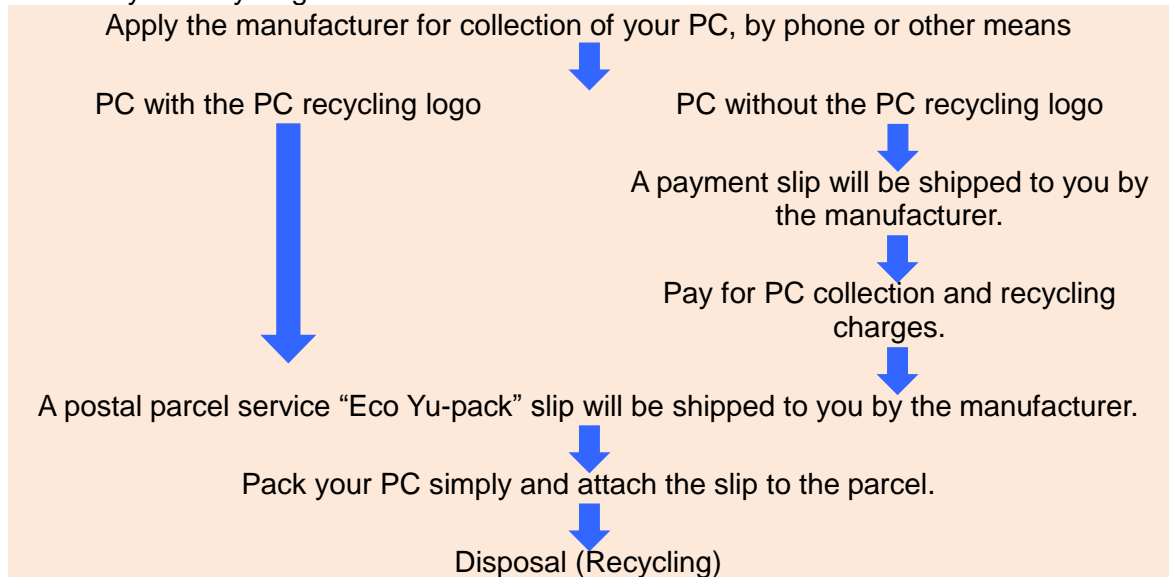 Apply the manufacturer for collection of your PC, by phone or other means
PC with the PC recycling logo
PC without the PC recycling logo
A payment slip will be shipped to you by
the manufacturer.
Pay for PC collection and recycling
charges.
A postal parcel service “Eco Yu-pack” slip will be shipped to you by the manufacturer.
Pack your PC simply and attach the slip to the parcel.
Disposal (Recycling)